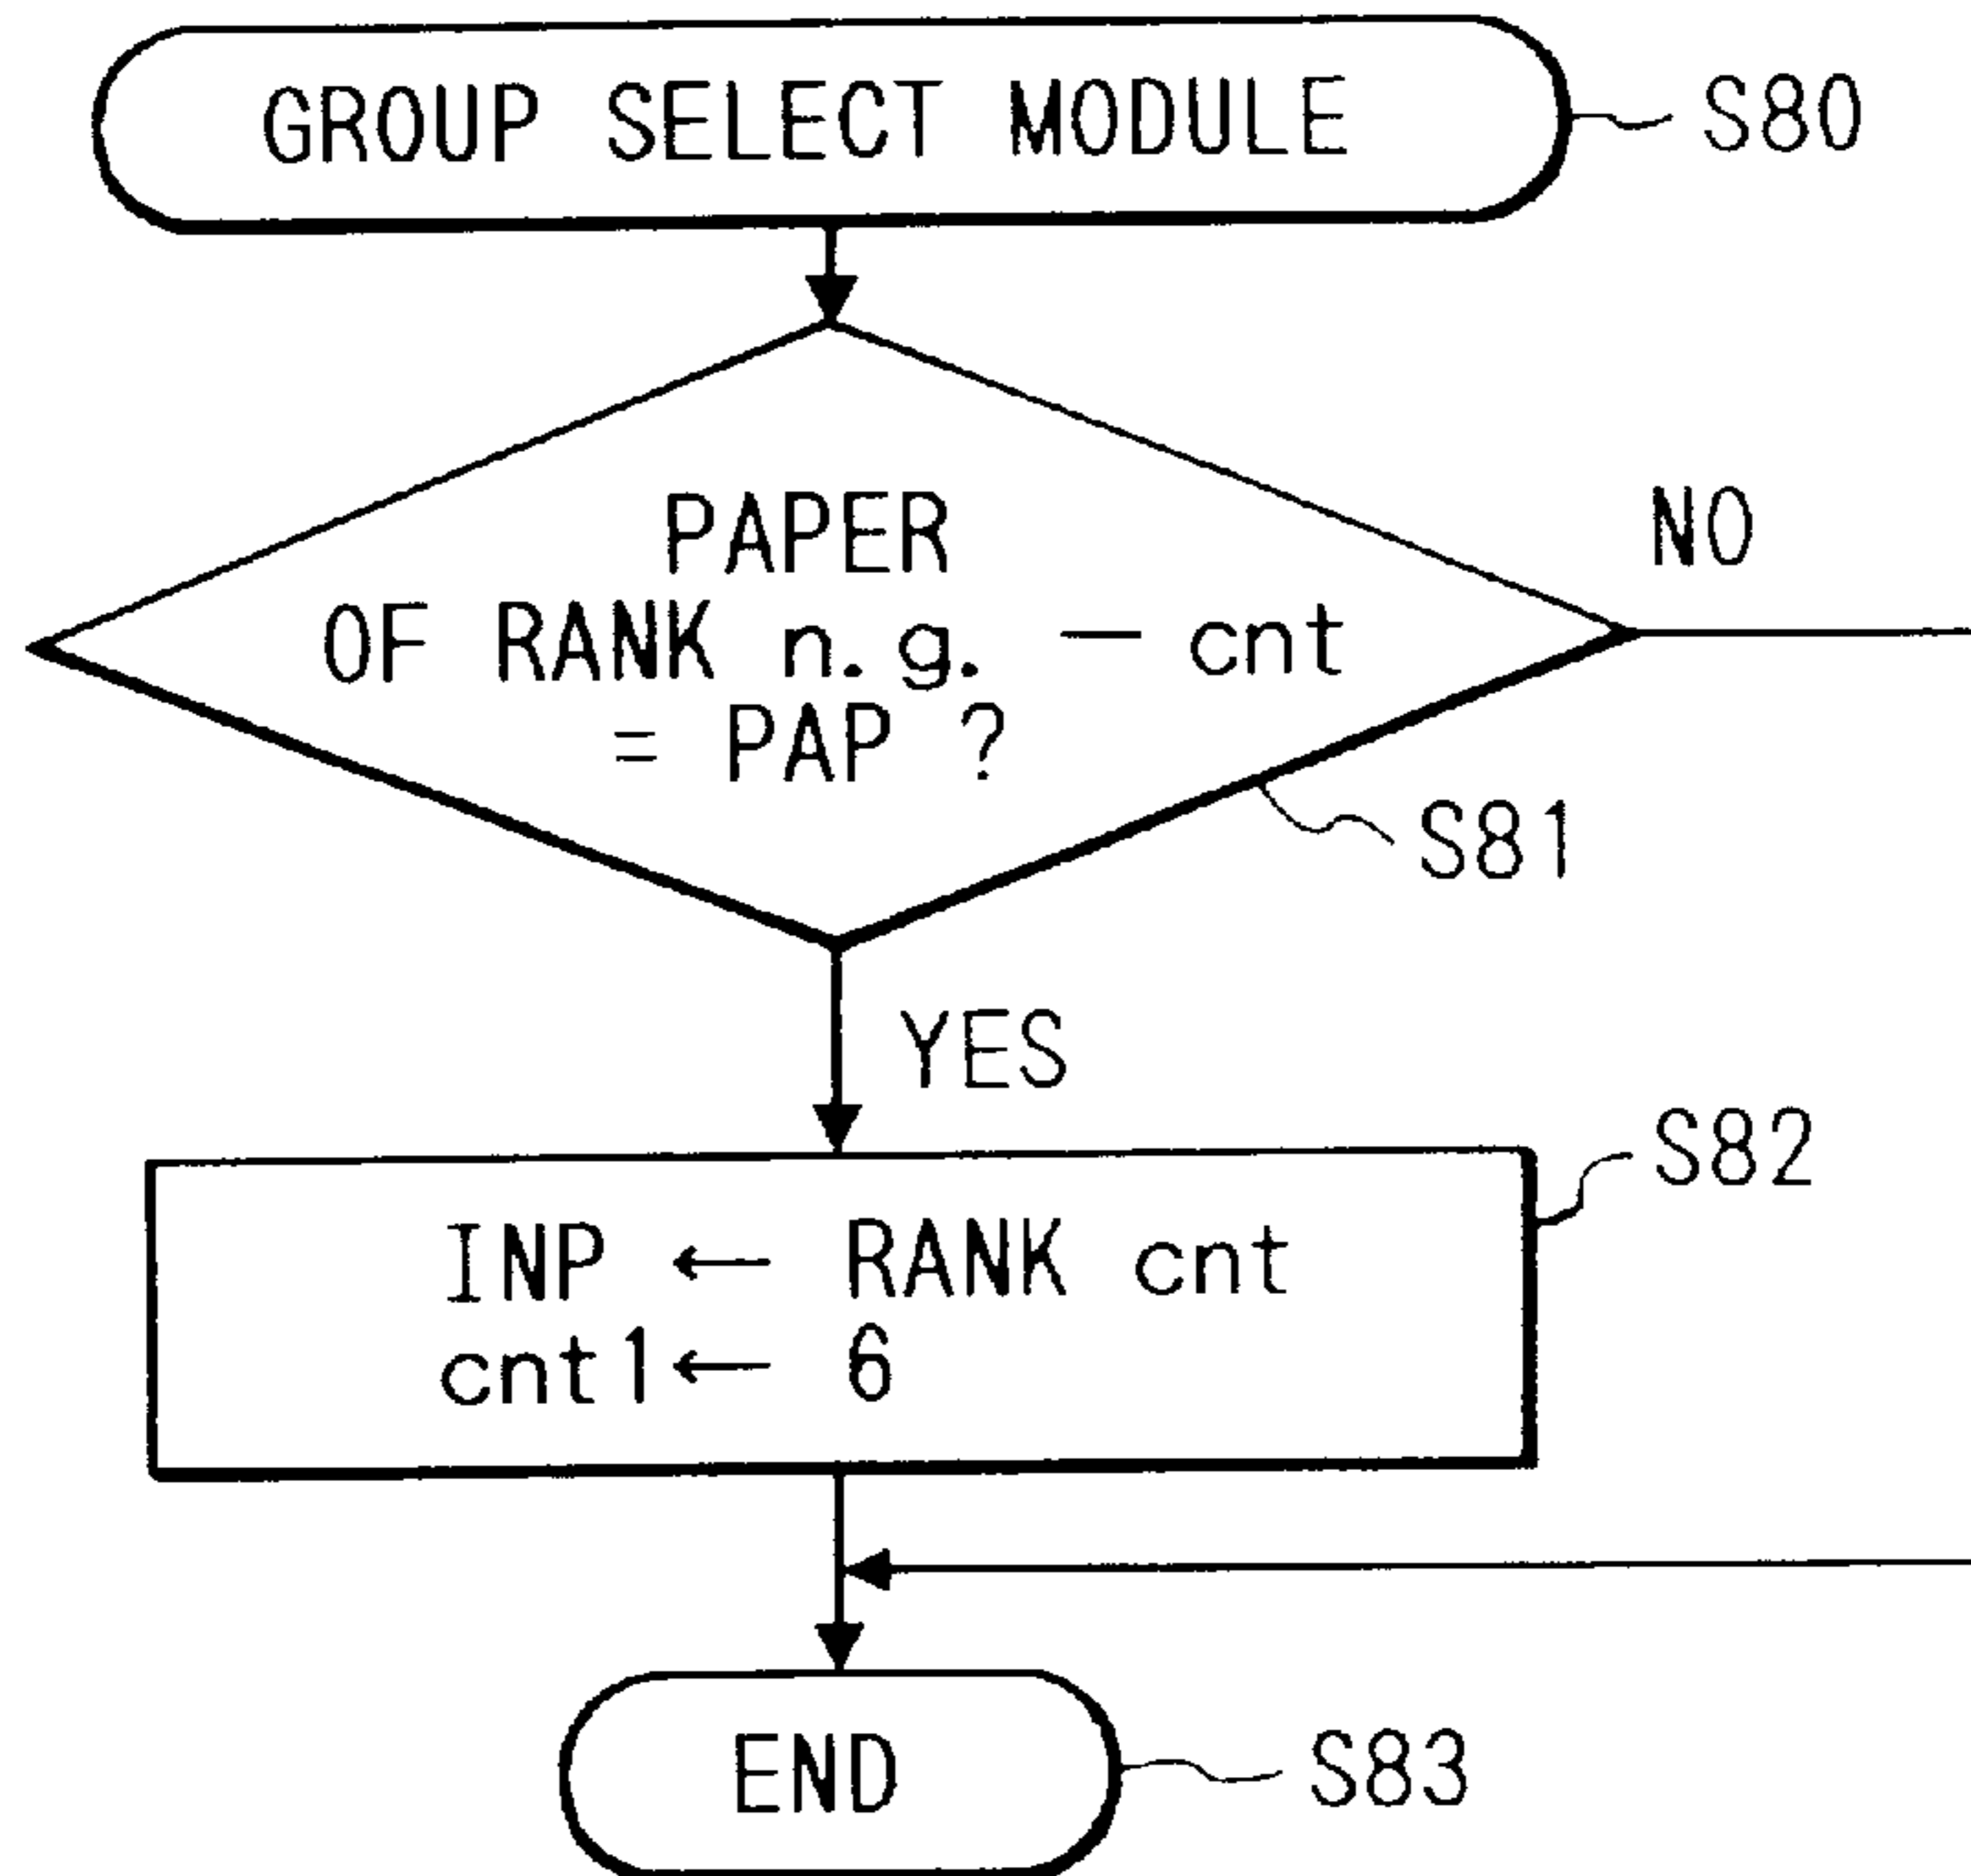 GROUP SELECT MODULE
S80
PAPER
OF RANK n.g. — cnt
= PAP ?
NO
S81
YES
S82
INP ← RANK cnt
cnt1 ← 6
END
S83